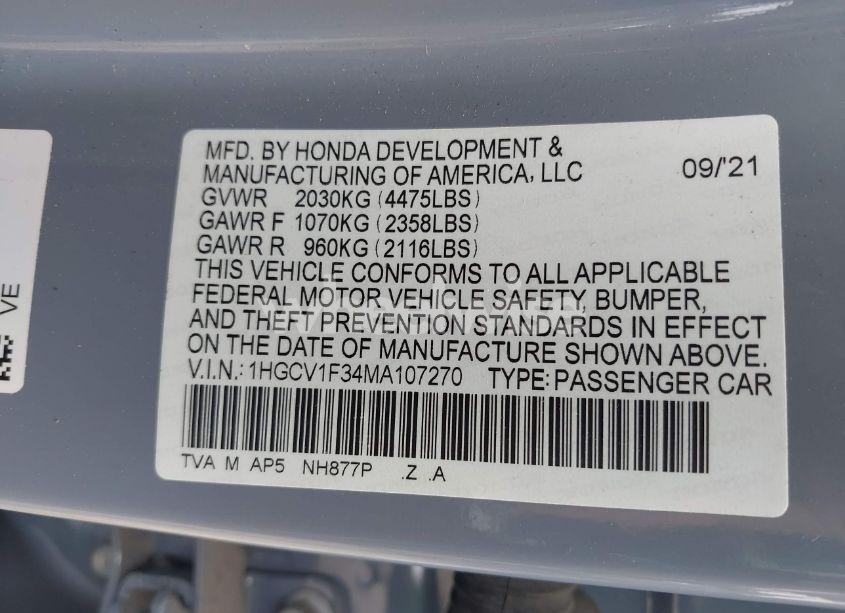 MFD. BY HONDA DEVELOPMENT &
MANUFACTURING OF AMERICA, LLC 09/'21
GVWR 2030KG (4475LBS)
GAWR F 1070KG (2358LBS)
GAWR R 960KG (2116LBS)
THIS VEHICLE CONFORMS TO ALL APPLICABLE
FEDERAL MOTOR VEHICLE SAFETY, BUMPER,
AND THEFT PREVENTION STANDARDS IN EFFECT
ON THE DATE OF MANUFACTURE SHOWN ABOVE.
V.I.N.: 1HGCV1F34MA107270 TYPE: PASSENGER CAR
TVA M AP5 NH877P .Z .A
VE